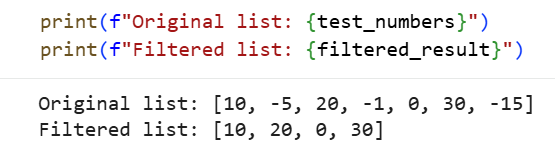 print(f"Original list: {test_numbers}")
print(f"Filtered list: {filtered_result}")
Original list: [10, -5, 20, -1, 0, 30, -15]
Filtered list: [10, 20, 0, 30]